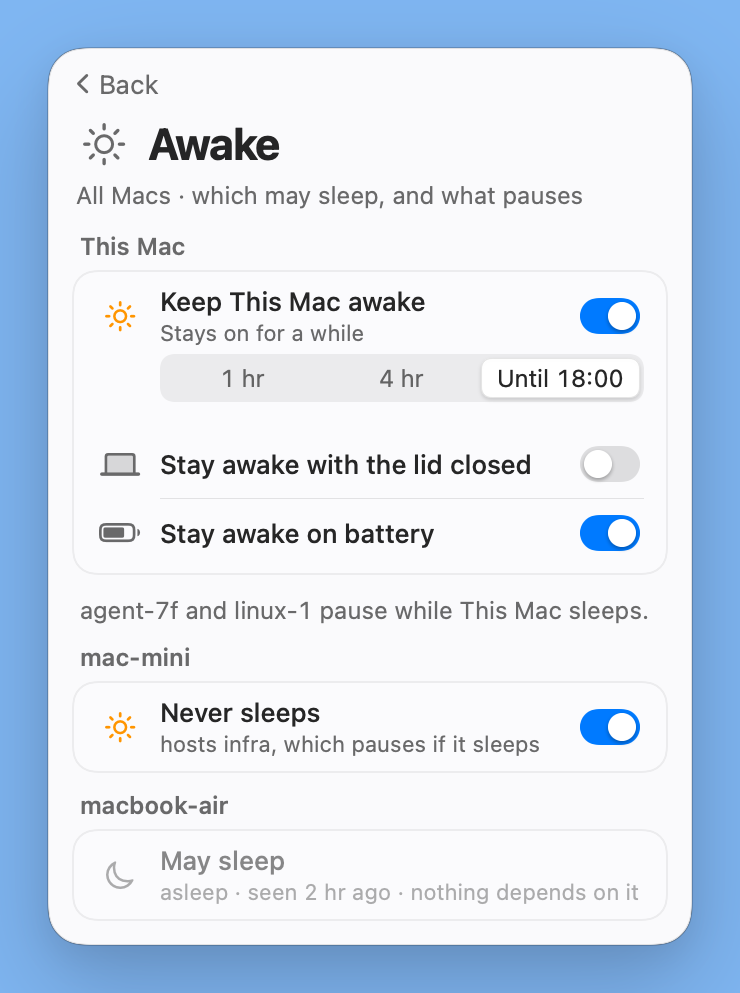 Back
Awake
All Macs · which may sleep, and what pauses
This Mac
Keep This Mac awake
Stays on for a while
1 hr 4 hr Until 18:00
Stay awake with the lid closed
Stay awake on battery
agent-7f and linux-1 pause while This Mac sleeps.
mac-mini
Never sleeps
hosts infra, which pauses if it sleeps
macbook-air
May sleep
asleep · seen 2 hr ago · nothing depends on it